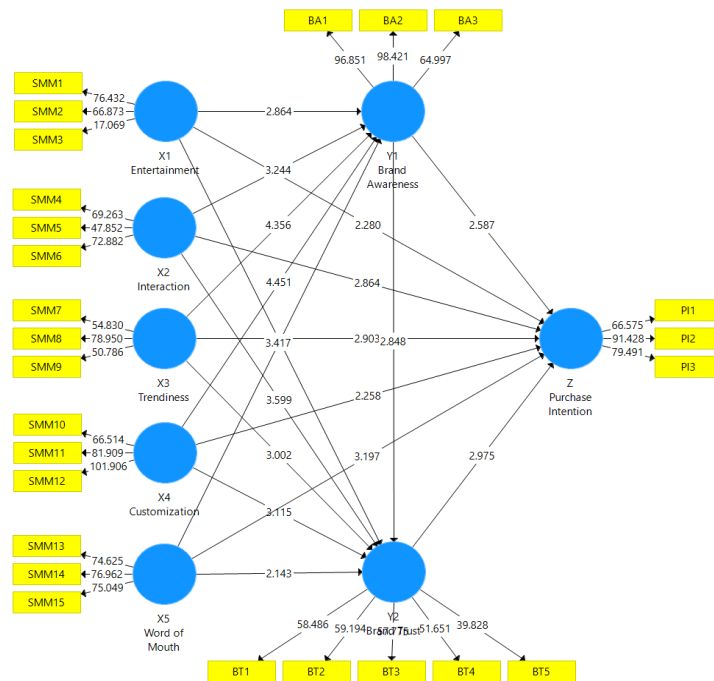 BA1
BA2
BA3
96.851
98.421
64.997
SMM1
SMM2
SMM3
76.432
66.873
17.069
X1
Entertainment
2.864
Y1
Brand
Awareness
SMM4
SMM5
SMM6
69.263
47.852
72.882
X2
Interaction
3.244
4.356
4.451
2.280
2.864
2.587
SMM7
SMM8
SMM9
54.830
78.950
50.786
X3
Trendiness
3.417
2.903
2.848
Z
Purchase
Intention
66.575
91.428
79.491
PI1
PI2
PI3
SMM10
SMM11
SMM12
66.514
81.909
101.906
X4
Customization
3.599
2.258
3.002
3.197
2.975
3.115
SMM13
SMM14
SMM15
74.625
76.962
75.049
X5
Word of
Mouth
2.143
Y2
Brand Trust
58.486
59.194
51.651
39.828
BT1
BT2
BT3
BT4
BT5